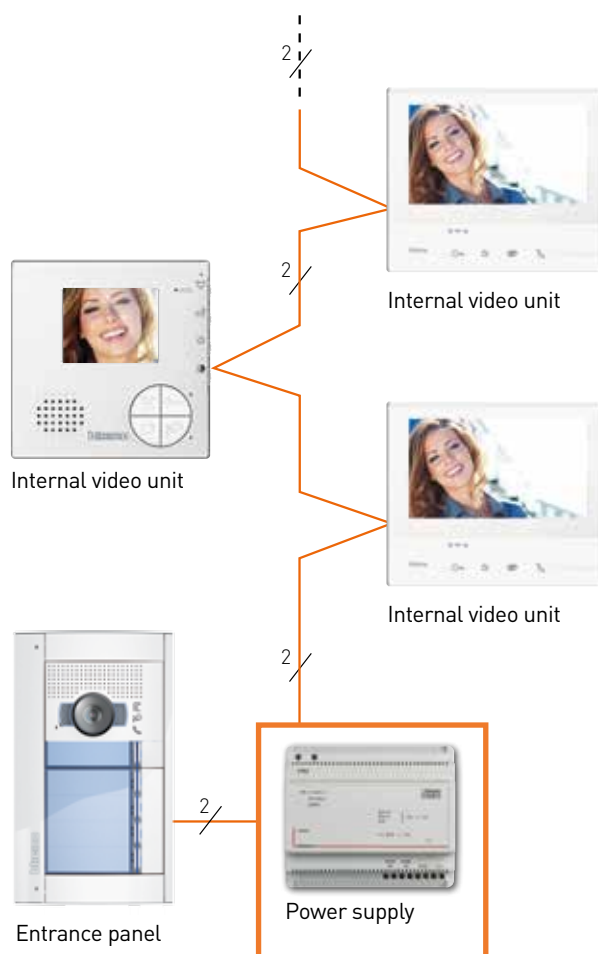 2
Internal video unit
2
Internal video unit
Internal video unit
2
2
Power supply
Entrance panel